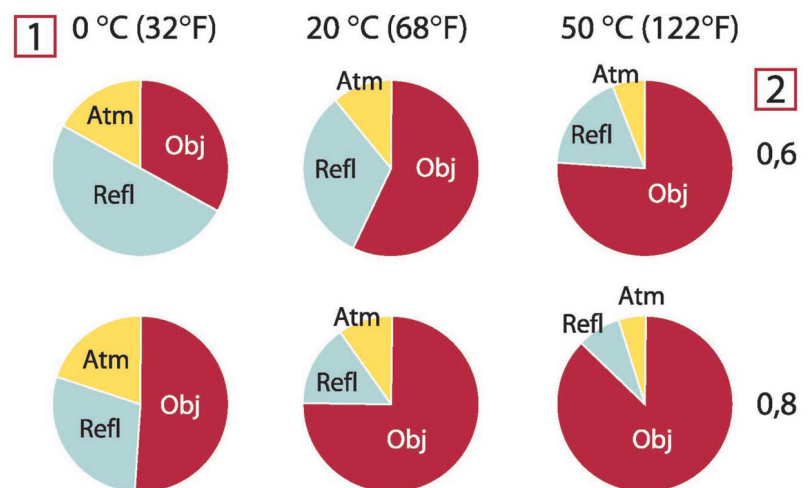 1 0 °C (32°F) 20 °C (68°F) 50 °C (122°F)
2
Atm Obj Refl
Atm Refl Obj
Atm Refl Obj
0,6
Atm Obj Refl
Atm Refl Obj
Atm Refl Obj
0,8